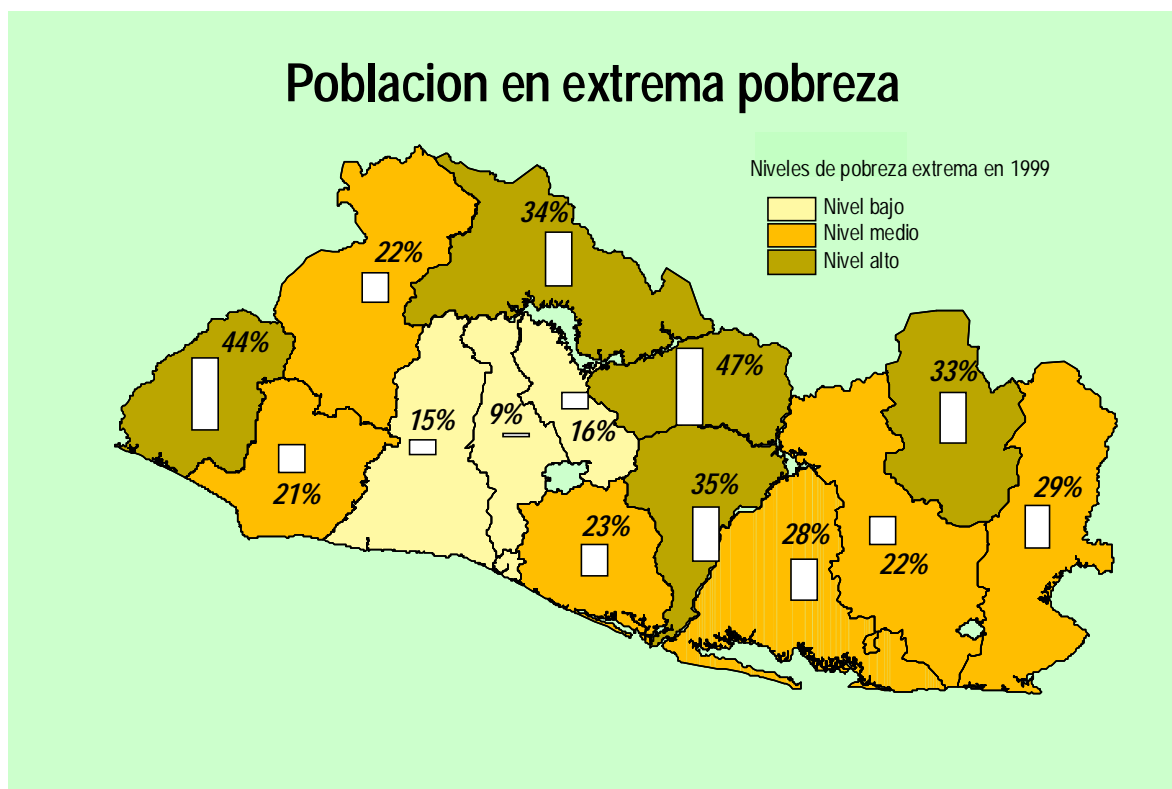 Poblacion en extrema pobreza
Niveles de pobreza extrema en 1999
Nivel bajo
Nivel medio
Nivel alto
34%
22%
44%
47%
33%
15%
9%
16%
21%
35%
29%
23%
28%
22%